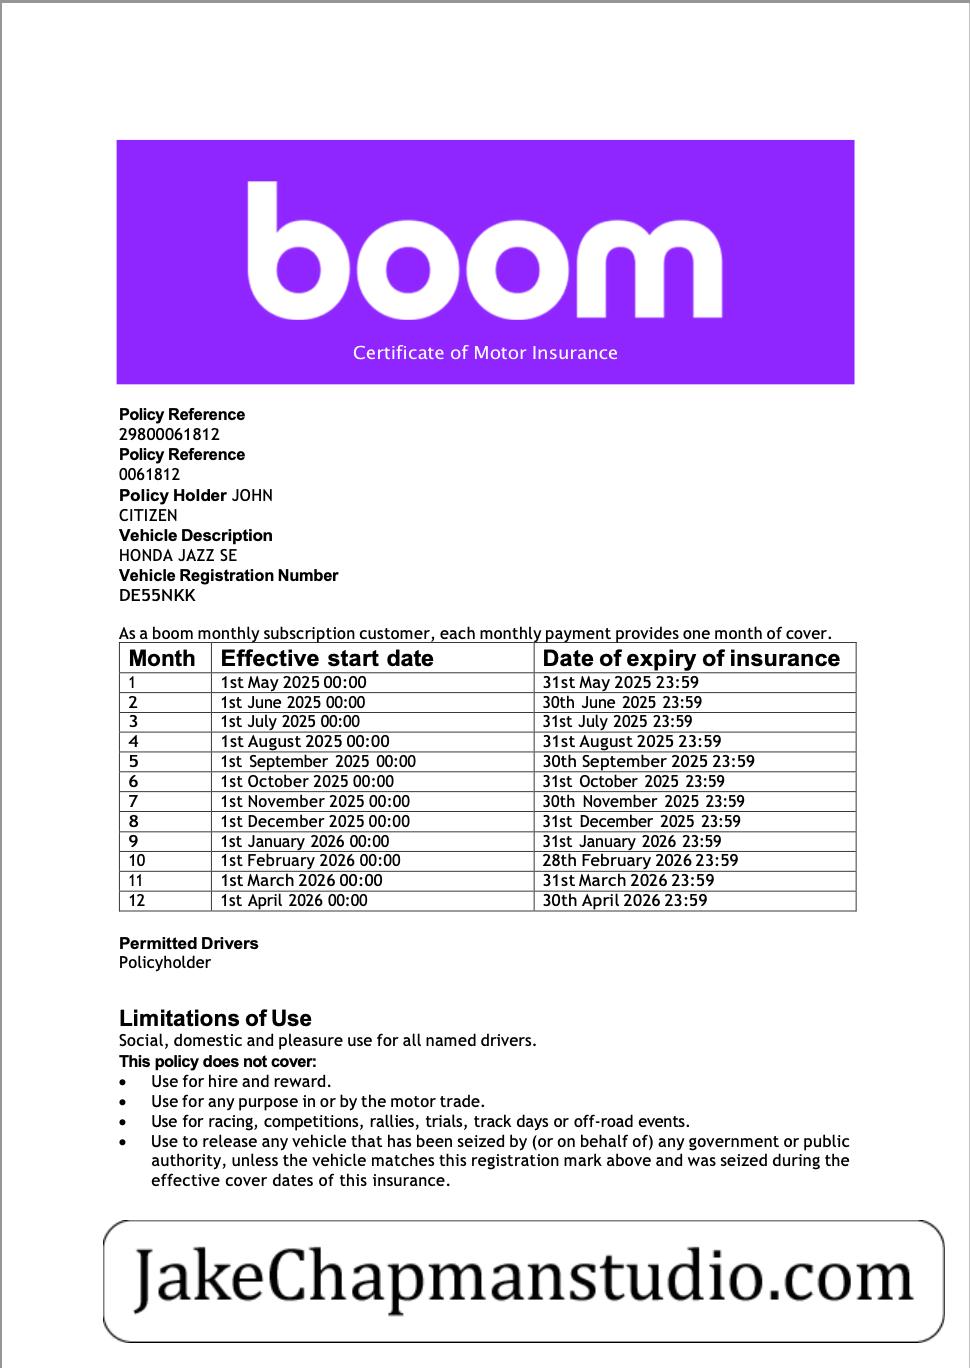 boom
Certificate of Motor Insurance
Policy Reference
29800061812
Policy Reference
0061812
Policy Holder JOHN
CITIZEN
Vehicle Description
HONDA JAZZ SE
Vehicle Registration Number
DE55NKK
As a boom monthly subscription customer, each monthly payment provides one month of cover.
Month Effective start date Date of expiry of insurance
1 1st May 2025 00:00 31st May 2025 23:59
2 1st June 2025 00:00 30th June 2025 23:59
3 1st July 2025 00:00 31st July 2025 23:59
4 1st August 2025 00:00 31st August 2025 23:59
5 1st September 2025 00:00 30th September 2025 23:59
6 1st October 2025 00:00 31st October 2025 23:59
7 1st November 2025 00:00 30th November 2025 23:59
8 1st December 2025 00:00 31st December 2025 23:59
9 1st January 2026 00:00 31st January 2026 23:59
10 1st February 2026 00:00 28th February 2026 23:59
11 1st March 2026 00:00 31st March 2026 23:59
12 1st April 2026 00:00 30th April 2026 23:59
Permitted Drivers
Policyholder
Limitations of Use
Social, domestic and pleasure use for all named drivers.
This policy does not cover:
• Use for hire and reward.
• Use for any purpose in or by the motor trade.
• Use for racing, competitions, rallies, trials, track days or off-road events.
• Use to release any vehicle that has been seized by (or on behalf of) any government or public
authority, unless the vehicle matches this registration mark above and was seized during the
effective cover dates of this insurance.
JakeChapmanstudio.com